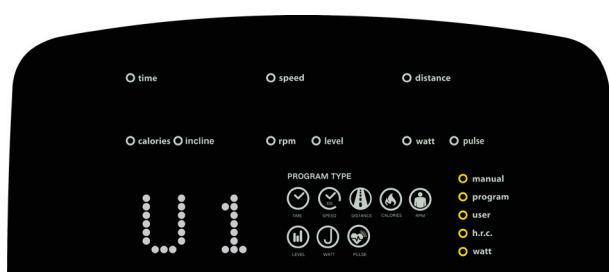 time speed distance
calories incline rpm level watt pulse
PROGRAM TYPE
TIME SPEED DISTANCE CALORIES RPM
LEVEL WATT PULSE
U1
manual
program
user
h.r.c.
watt